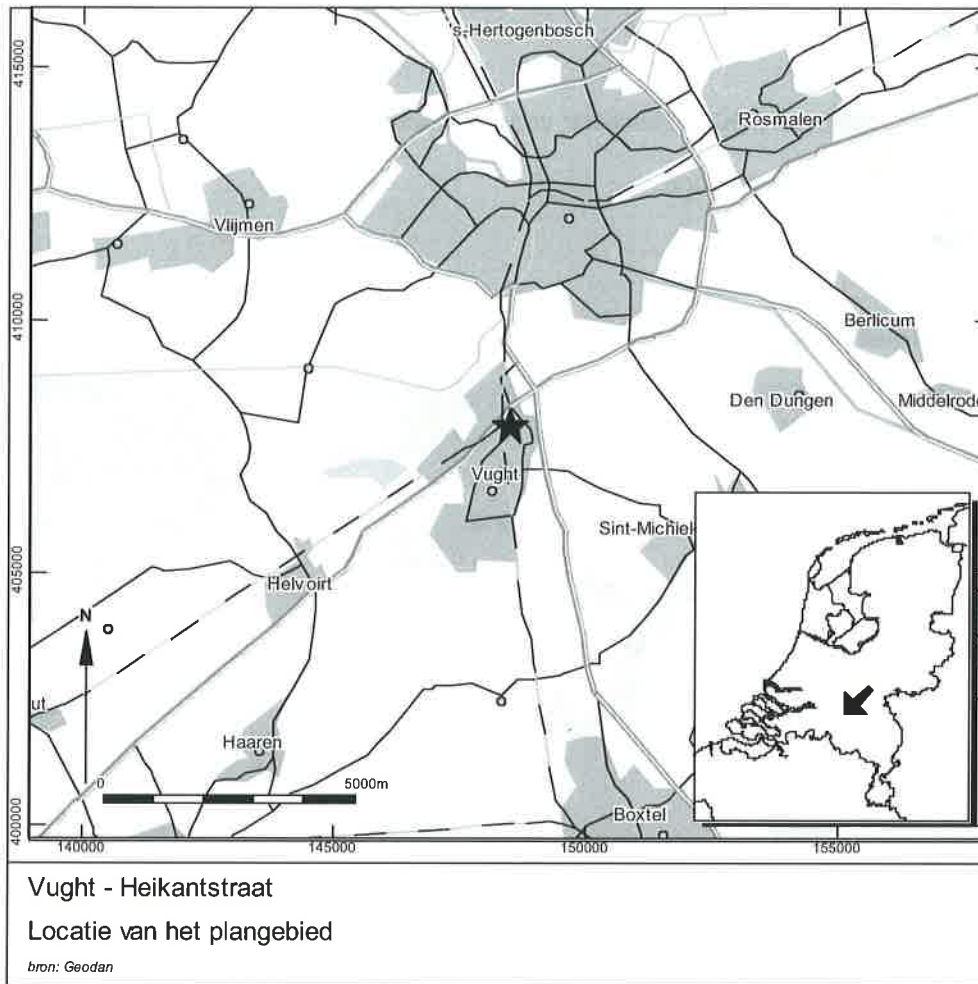 's-Hertogenbosch
415000
Rosmalen
Vlijmen
410000
Berlicum
Den Dungen
Middelrode
Vught
Sint-Michiel
405000
Helvoirt
N
ut
Haaren
0 5000m
Boxtel
400000
140000 145000 150000 155000
Vught - Heikantstraat
Locatie van het plangebied
bron: Geodan